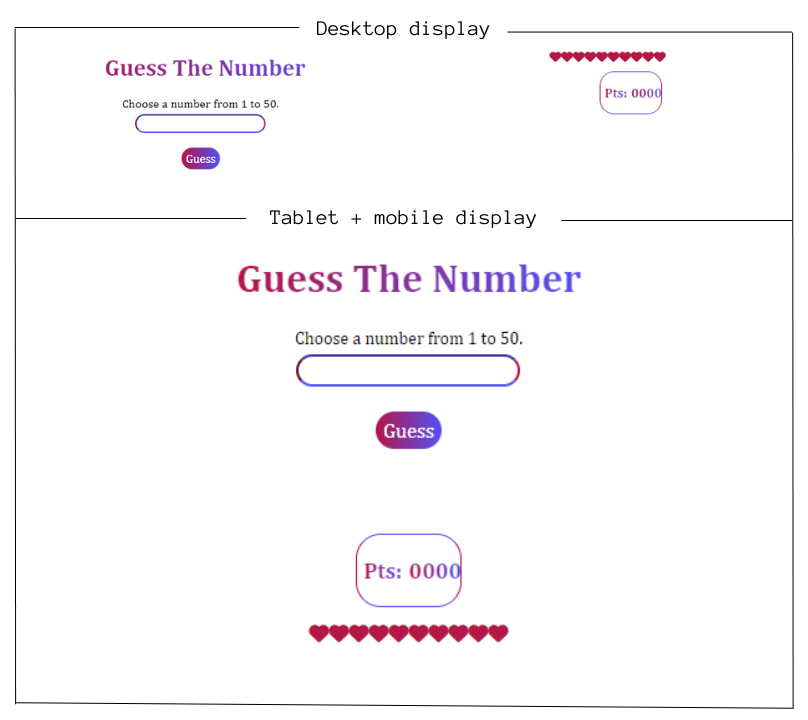 Desktop display
Guess The Number
Choose a number from 1 to 50.
Guess
Pts: 0000
Tablet + mobile display
Guess The Number
Choose a number from 1 to 50.
Guess
Pts: 0000